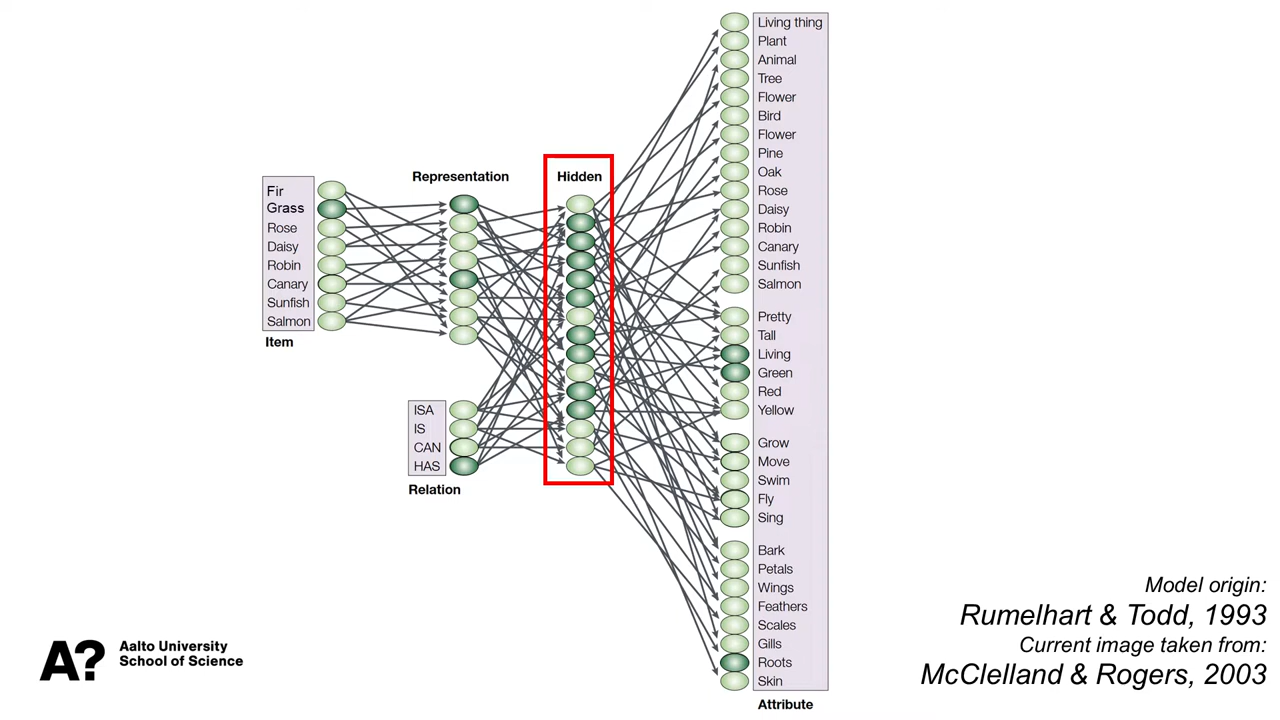 Representation
Hidden
Fir
Grass
Rose
Daisy
Robin
Canary
Sunfish
Salmon
Item
ISA
IS
CAN
HAS
Relation
Living thing
Plant
Animal
Tree
Flower
Bird
Flower
Pine
Oak
Rose
Daisy
Robin
Canary
Sunfish
Salmon
Pretty
Tall
Living
Green
Red
Yellow
Grow
Move
Swim
Fly
Sing
Bark
Petals
Wings
Feathers
Scales
Gills
Roots
Skin
Attribute
A?
Aalto University
School of Science
Model origin:
Rumelhart & Todd, 1993
Current image taken from:
McClelland & Rogers, 2003